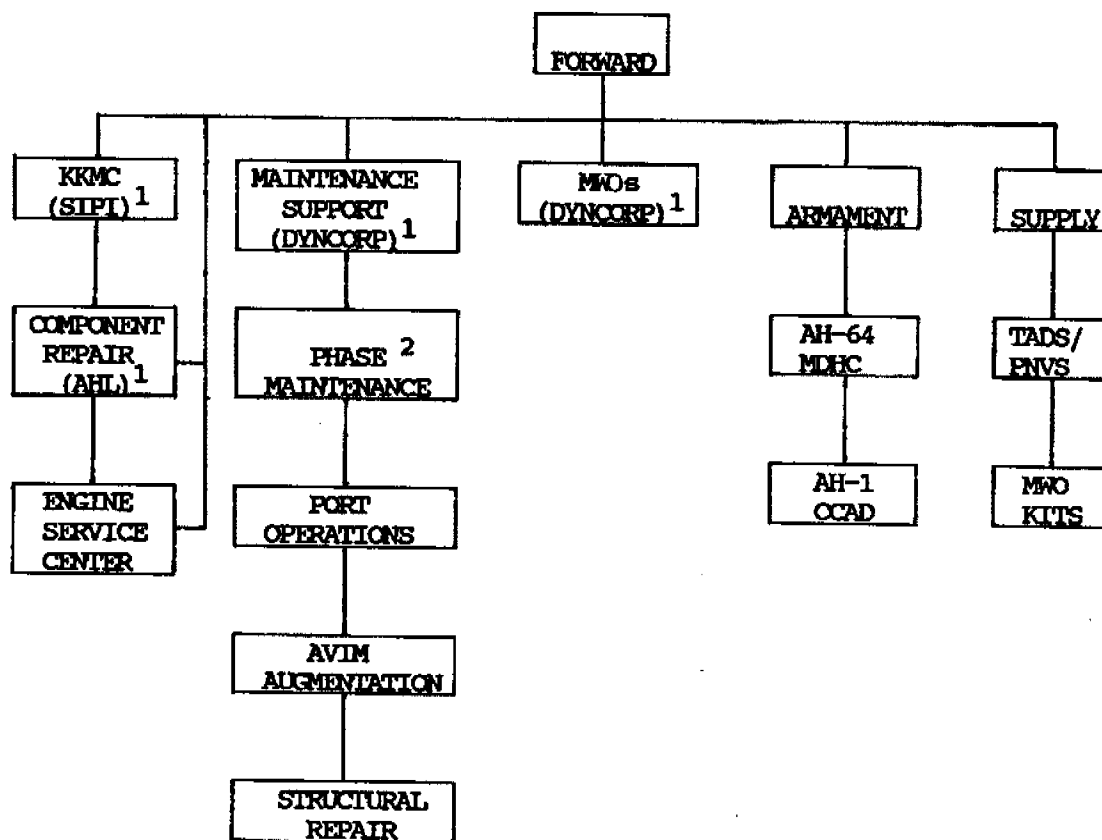 FORWARD
KKMC
(SIPI)1
MAINTENANCE
SUPPORT
(DYNCORP)1
MWOs
(DYNCORP)1
ARMAMENT
SUPPLY
COMPONENT
REPAIR
(AHL)1
PHASE 2
MAINTENANCE
AH-64
MDHC
TADS/
PNVS
ENGINE
SERVICE
CENTER
PORT
OPERATIONS
AH-1
CCAD
MWO
KITS
AVIM
AUGMENTATION
STRUCTURAL
REPAIR